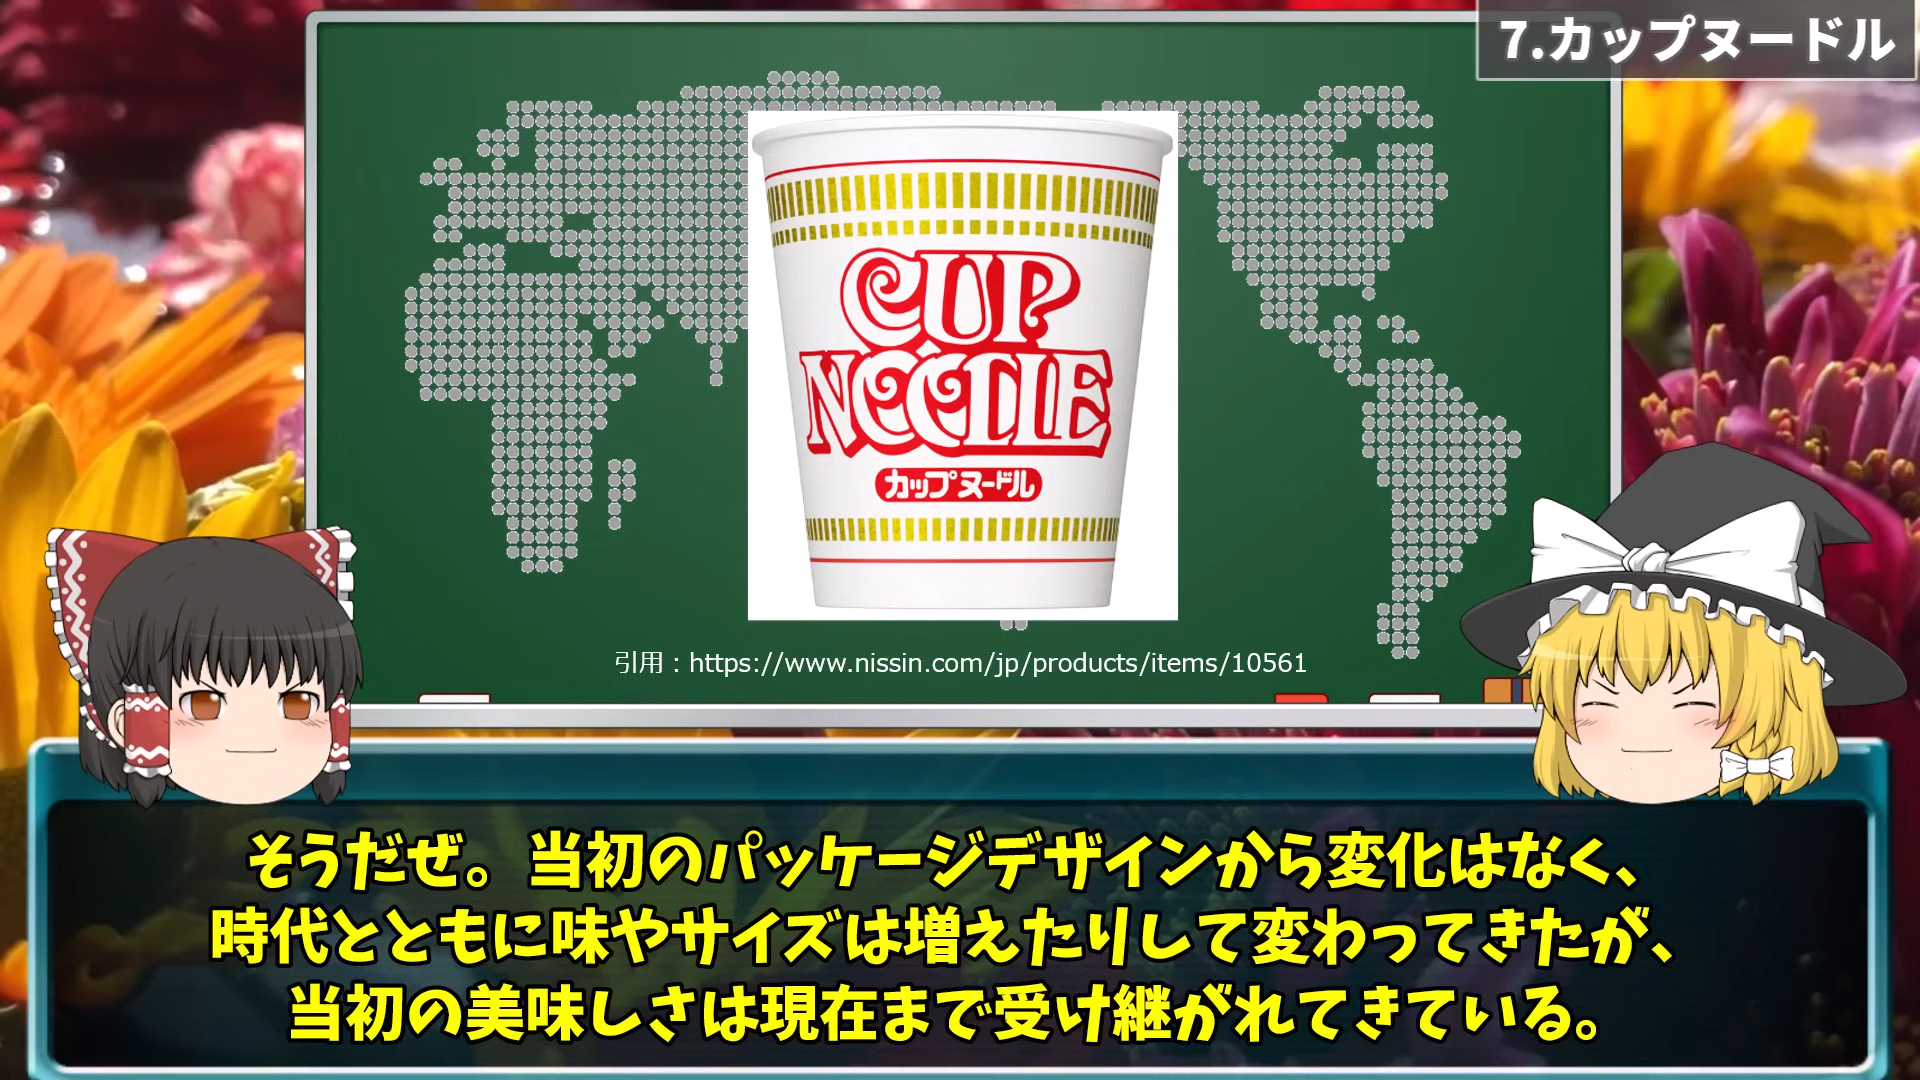 7.カップヌードル
CUP
NOODLE
カップヌードル
引用：https://www.nissin.com/jp/products/items/10561
そうだぜ。当初のパッケージデザインから変化はなく、
時代とともに味やサイズは増えたりして変わってきたが、
当初の美味しさは現在まで受け継がれてきている。